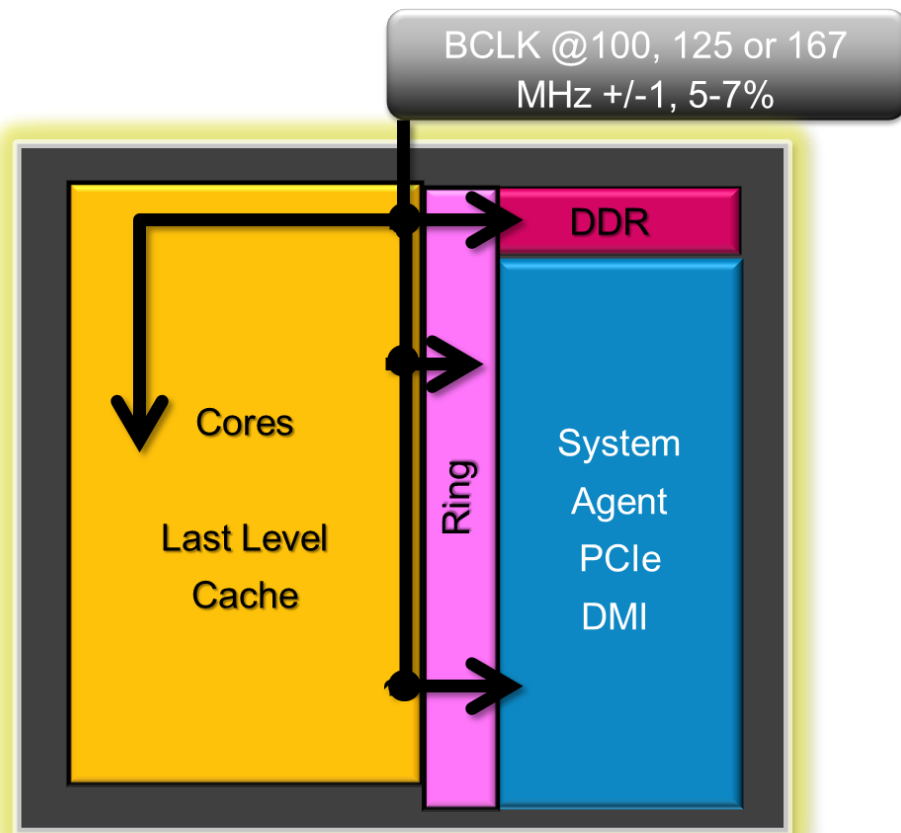 BCLK @100, 125 or 167
MHz +/-1, 5-7%
DDR
Cores
Last Level
Cache
Ring
System
Agent
PCIe
DMI